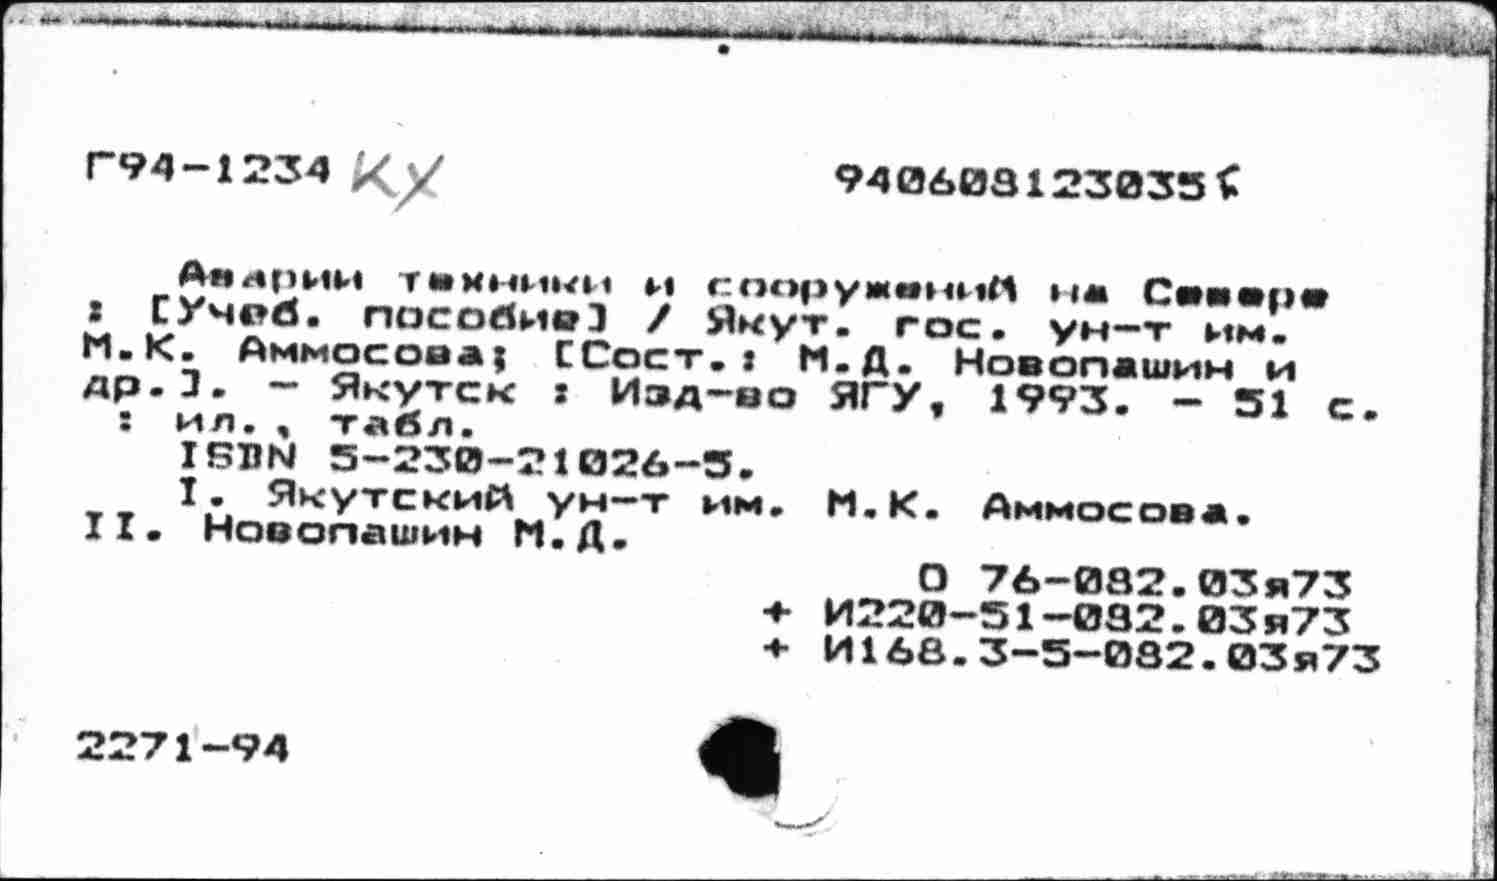 Г94-1234 КХ 9406081230356
Аварии техники и сооружений на Севере
: [Учеб. пособие] / Якут. гос. ун-т им.
М.К. Аммосова; [Сост.: М.Д. Новопашин и
др.]. - Якутск : Изд-во ЯГУ, 1993. - 51 с.
: ил., табл.
ISBN 5-230-21026-5.
I. Якутский ун-т им. М.К. Аммосова.
II. Новопашин М.Д.
О 76-082.03я73
+ И220-51-082.03я73
+ И168.3-5-082.03я73
2271-94